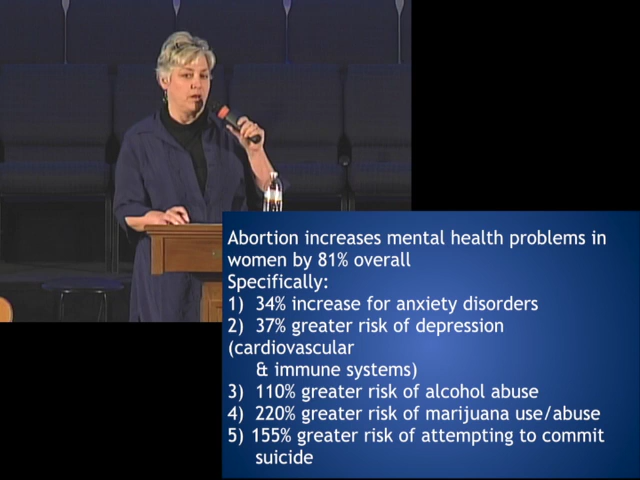 Abortion increases mental health problems in
women by 81% overall
Specifically:
1) 34% increase for anxiety disorders
2) 37% greater risk of depression
(cardiovascular
& immune systems)
3) 110% greater risk of alcohol abuse
4) 220% greater risk of marijuana use/abuse
5) 155% greater risk of attempting to commit
suicide